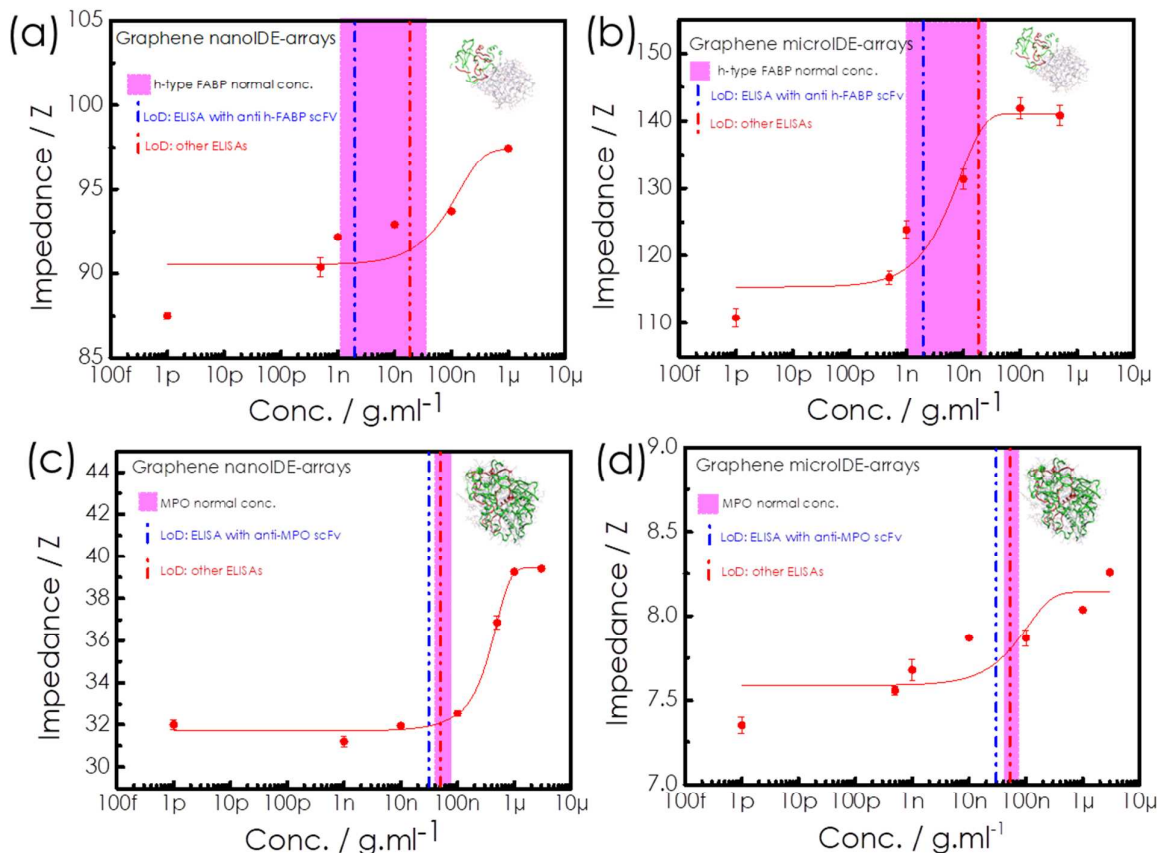 (a)
105
100
95
90
85
Impedance / Z
Graphene nanoIDE-arrays
h-type FABP normal conc.
LoD: ELISA with anti h-FABP scFV
LoD: other ELISAs
100f 1p 10p 100p 1n 10n 100n 1µ 10µ
Conc. / g.ml⁻¹
(b)
150
140
130
120
110
Impedance / Z
Graphene microIDE-arrays
h-type FABP normal conc.
LoD: ELISA with anti h-FABP scFv
LoD: other ELISAs
100f 1p 10p 100p 1n 10n 100n 1µ 10µ
Conc. / g.ml⁻¹
(c)
44
42
40
38
36
34
32
30
Impedance / Z
Graphene nanoIDE-arrays
MPO normal conc.
LoD: ELISA with anti-MPO scFv
LoD: other ELISAs
100f 1p 10p 100p 1n 10n 100n 1µ 10µ
Conc. / g.ml⁻¹
(d)
9.0
8.5
8.0
7.5
7.0
Impedance / Z
Graphene microIDE-arrays
MPO normal conc.
LoD: ELISA with anti-MPO scFv
LoD: other ELISAs
100f 1p 10p 100p 1n 10n 100n 1µ 10µ
Conc. / g.ml⁻¹